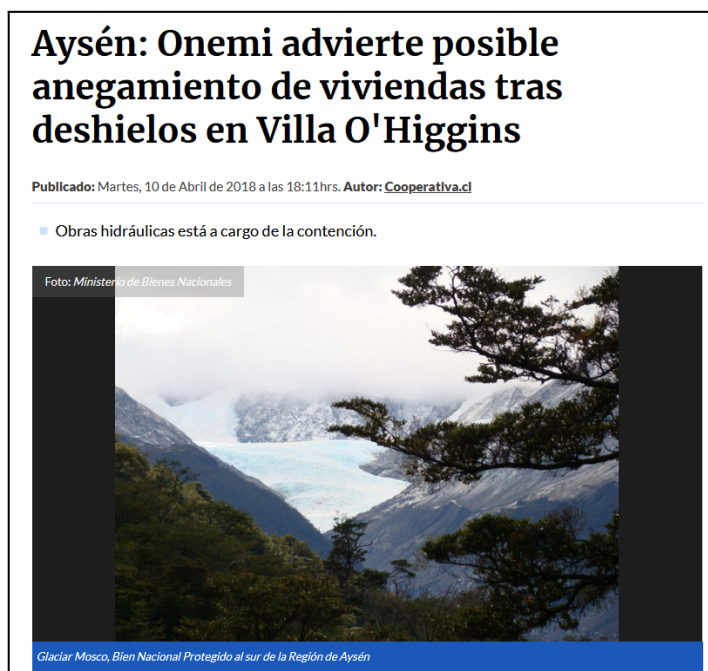 Aysén: Onemi advierte posible
anegamiento de viviendas tras
deshielos en Villa O'Higgins
Publicado: Martes, 10 de Abril de 2018 a las 18:11hrs. Autor: Cooperativa.cl
Obras hidráulicas está a cargo de la contención.
Foto: Ministerio de Bienes Nacionales
Glaciar Mosco, Bien Nacional Protegido al sur de la Región de Aysén